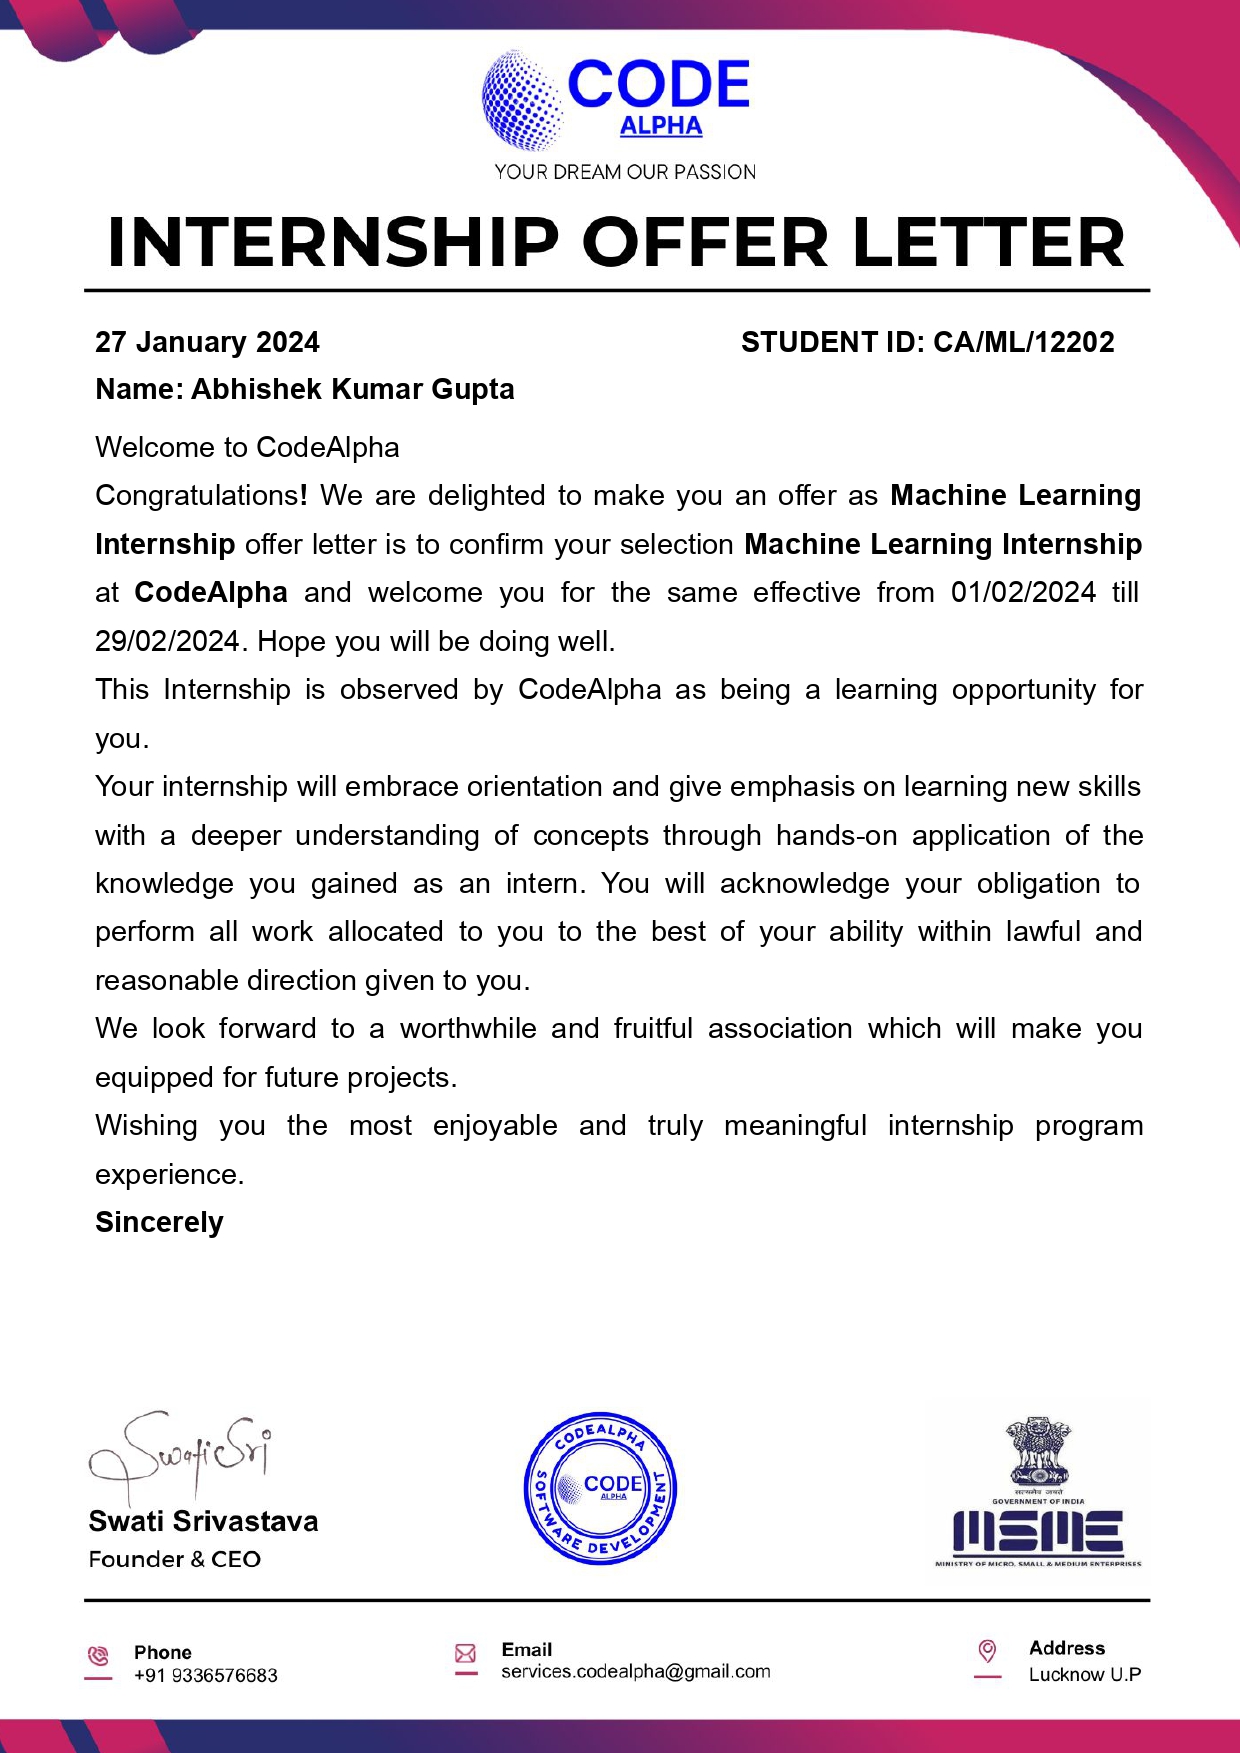 CODE
ALPHA
YOUR DREAM OUR PASSION
INTERNSHIP OFFER LETTER
27 January 2024 STUDENT ID: CA/ML/12202
Name: Abhishek Kumar Gupta
Welcome to CodeAlpha
Congratulations! We are delighted to make you an offer as Machine Learning
Internship offer letter is to confirm your selection Machine Learning Internship
at CodeAlpha and welcome you for the same effective from 01/02/2024 till
29/02/2024. Hope you will be doing well.
This Internship is observed by CodeAlpha as being a learning opportunity for
you.
Your internship will embrace orientation and give emphasis on learning new skills
with a deeper understanding of concepts through hands-on application of the
knowledge you gained as an intern. You will acknowledge your obligation to
perform all work allocated to you to the best of your ability within lawful and
reasonable direction given to you.
We look forward to a worthwhile and fruitful association which will make you
equipped for future projects.
Wishing you the most enjoyable and truly meaningful internship program
experience.
Sincerely
SwatiSri
Swati Srivastava
Founder & CEO
CODEALPHA
CODE
ALPHA
SOFTWARE DEVELOPMENT
सत्यमेव जयते
GOVERNMENT OF INDIA
MSME
MINISTRY OF MICRO, SMALL & MEDIUM ENTERPRISES
Phone
+91 9336576683
Email
services.codealpha@gmail.com
Address
Lucknow U.P